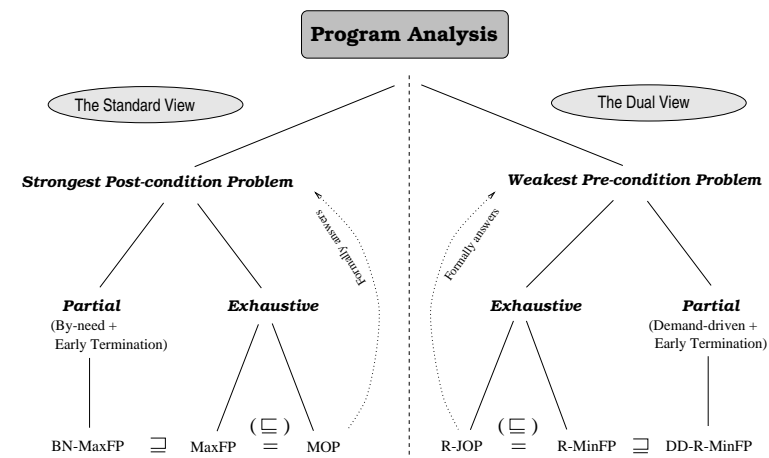 Program Analysis
The Standard View
The Dual View
Strongest Post-condition Problem
Weakest Pre-condition Problem
Formally answers
Formally answers
Partial
(By-need +
Early Termination)
Exhaustive
Exhaustive
Partial
(Demand-driven +
Early Termination)
(⊑)
(⊑)
BN-MaxFP ⊒ MaxFP = MOP
R-JOP = R-MinFP ⊒ DD-R-MinFP